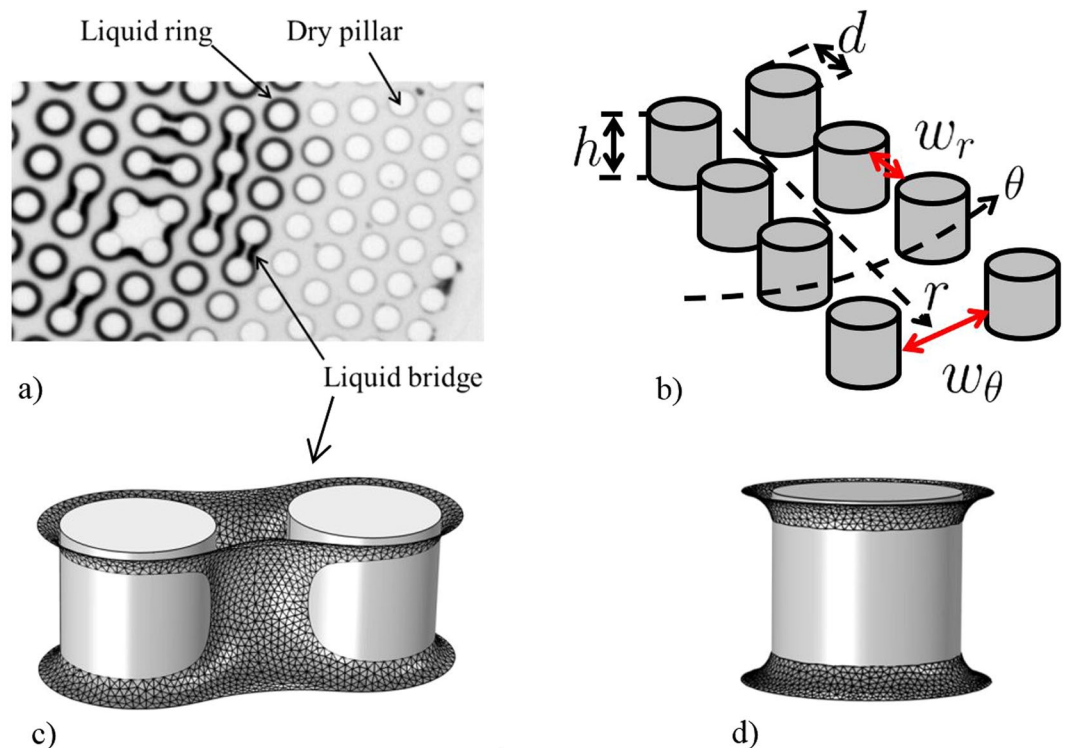 Liquid ring
Dry pillar
Liquid bridge
a)
h
d
w_r
θ
r
w_θ
b)
c)
d)